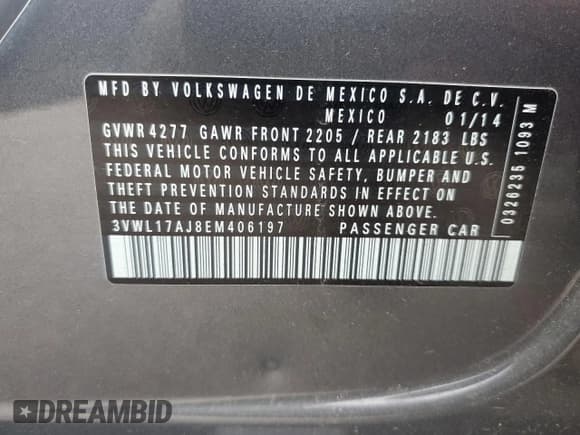 MFD BY VOLKSWAGEN DE MEXICO S.A. DE C.V.
MEXICO 01/14
GVWR 4277 GAWR FRONT 2205 / REAR 2183 LBS
THIS VEHICLE CONFORMS TO ALL APPLICABLE U.S.
FEDERAL MOTOR VEHICLE SAFETY, BUMPER AND
THEFT PREVENTION STANDARDS IN EFFECT ON
THE DATE OF MANUFACTURE SHOWN ABOVE.
3VWL17AJ8EM406197 PASSENGER CAR
0326236 1093 M
DREAMBID